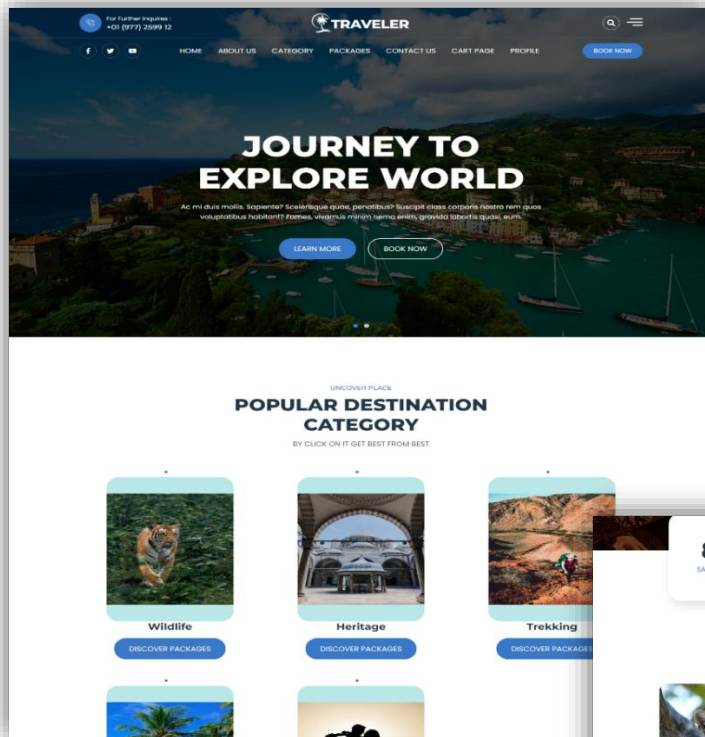 For Further Inquires :
+01 (977) 2599 12
TRAVELER
HOME ABOUT US CATEGORY PACKAGES CONTACT US CART PAGE PROFILE
BOOK NOW
JOURNEY TO
EXPLORE WORLD
Ac mi duis mollis. Sapiente? Scelerisque quae, penatibus? Suscipit class corporis nostra rem quos
voluptatibus habitant? Fames, vivamus minim nemo enim, gravida lobortis quasi, eum.
LEARN MORE BOOK NOW
UNCOVER PLACE
POPULAR DESTINATION
CATEGORY
BY CLICK ON IT GET BEST FROM BEST
Wildlife Heritage Trekking
DISCOVER PACKAGES DISCOVER PACKAGES DISCOVER PACKAGES